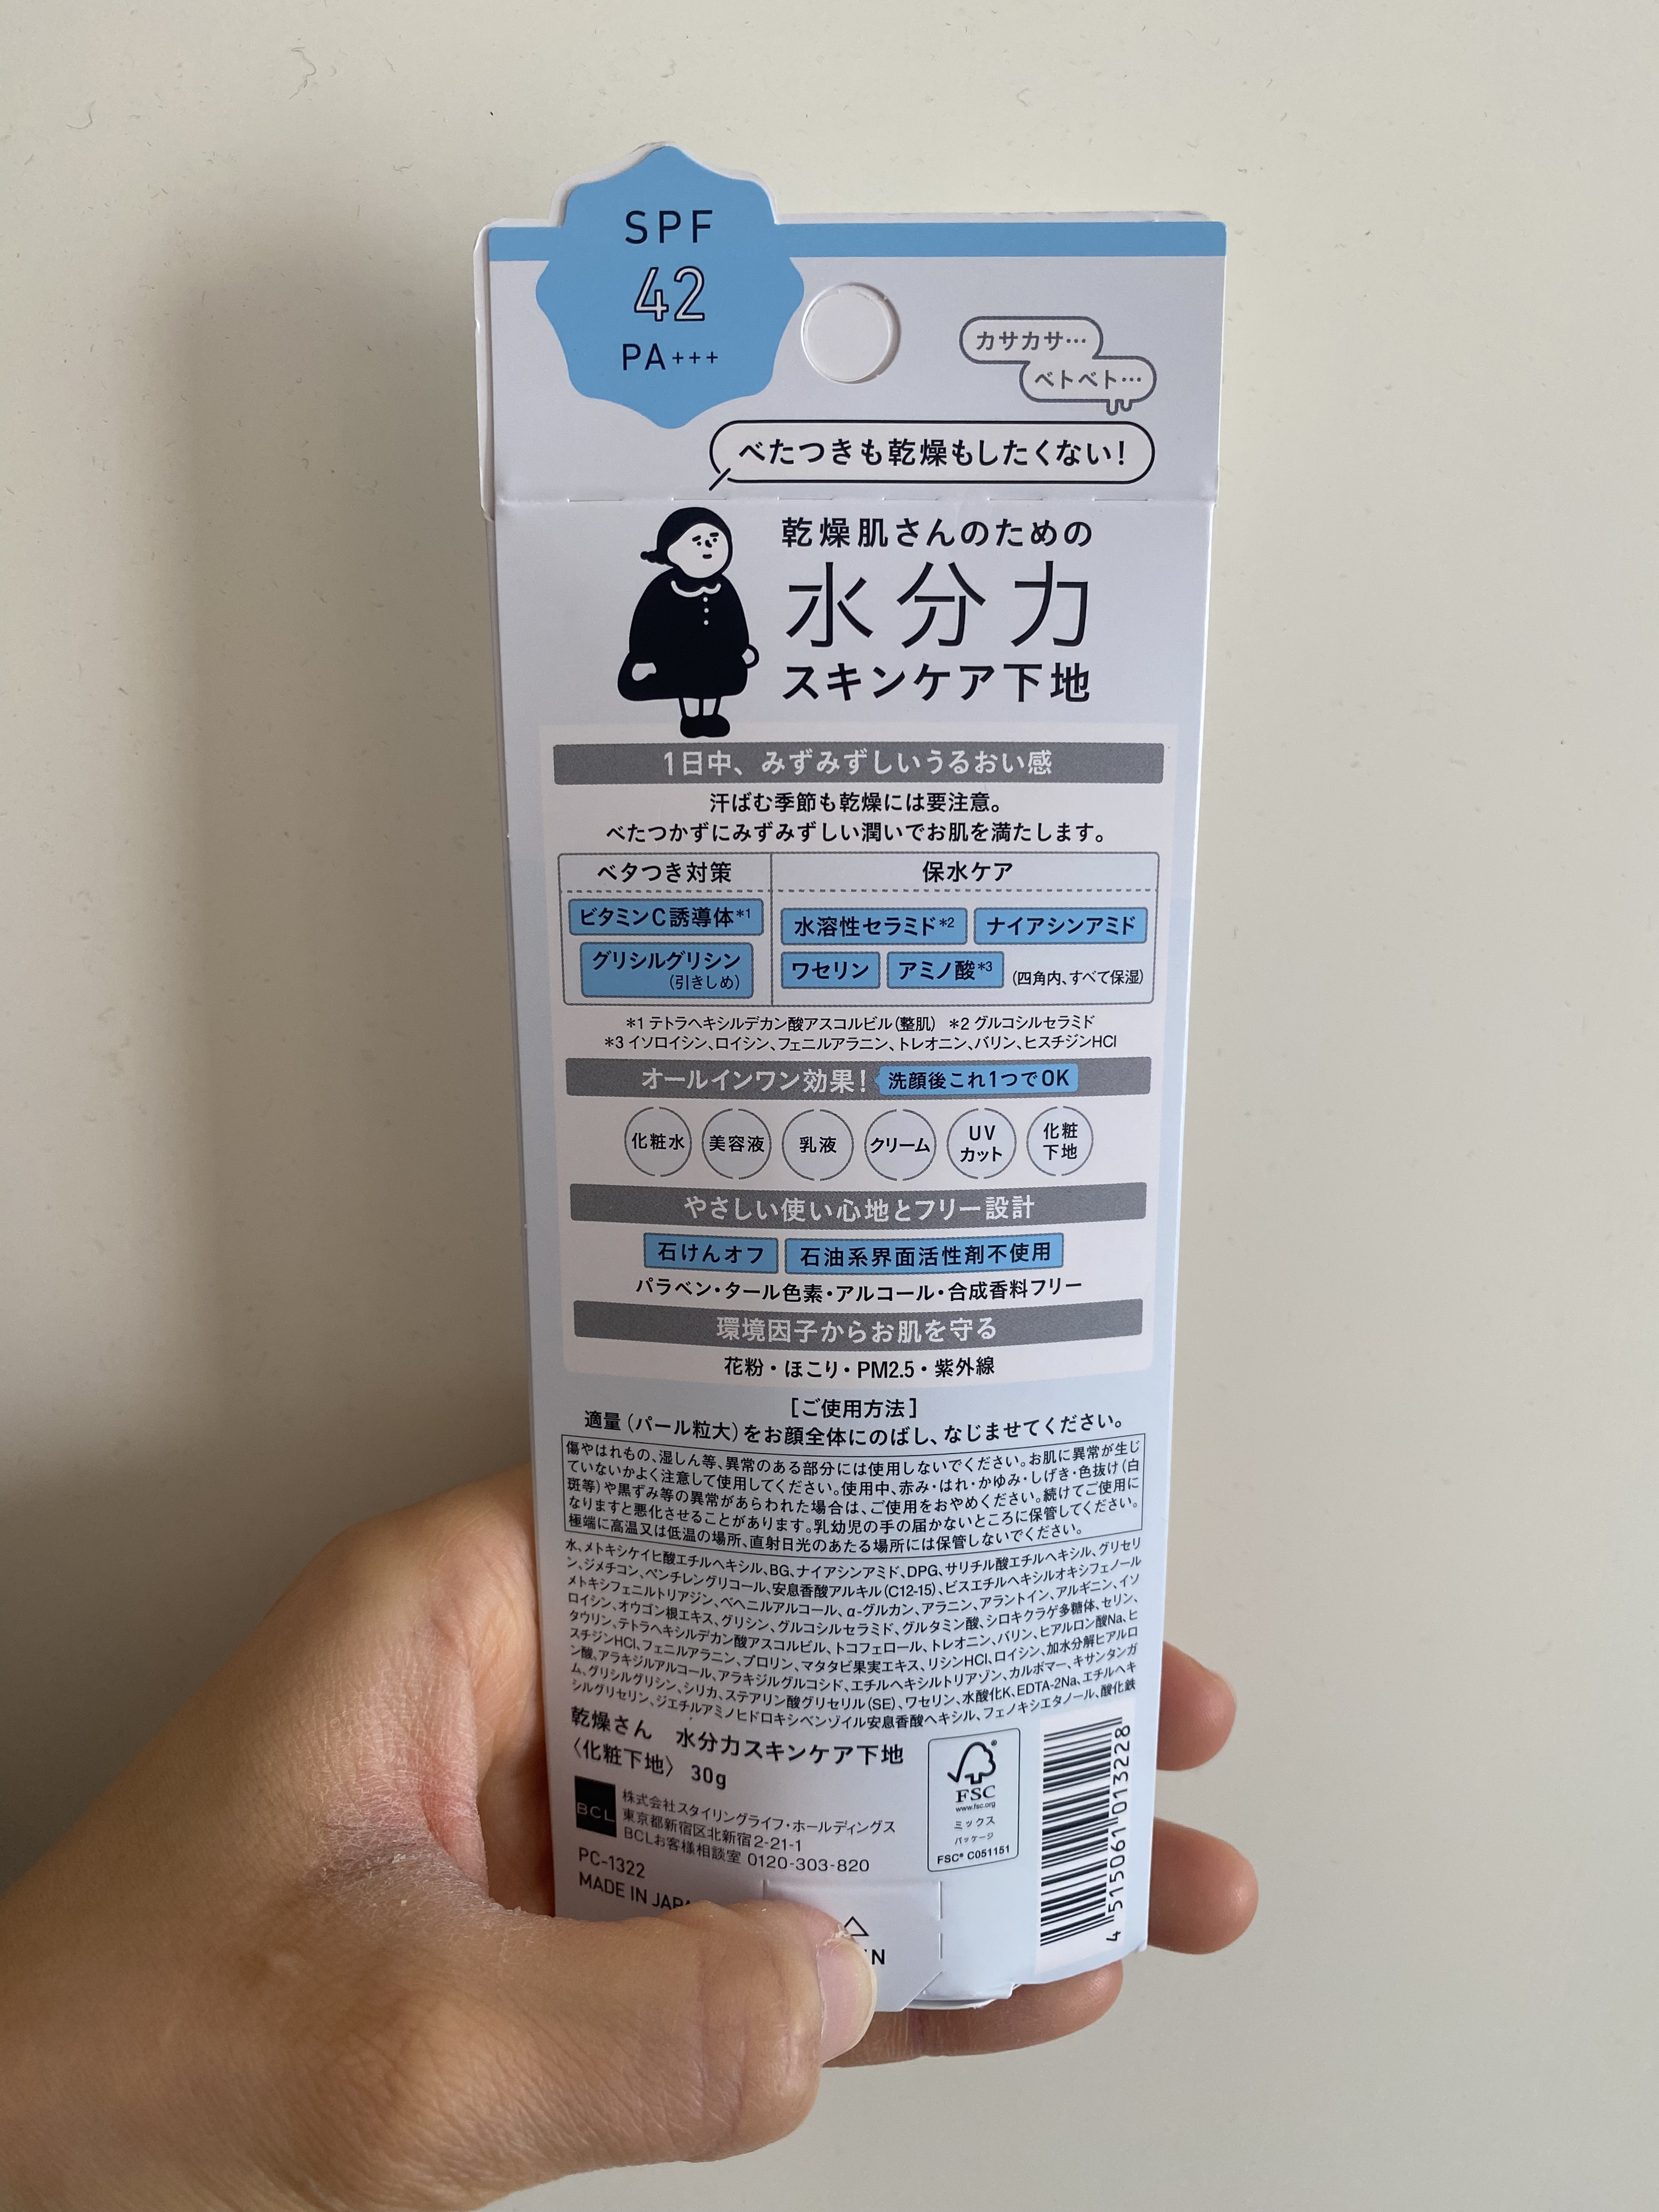 SPF
42
PA+++
カサカサ…
ベトベト…
べたつきも乾燥もしたくない!
乾燥肌さんのための
水分力
スキンケア下地
1日中、みずみずしいうるおい感
汗ばむ季節も乾燥には要注意。
べたつかずにみずみずしい潤いでお肌を満たします。
ベタつき対策 保水ケア
ビタミンC誘導体*1 水溶性セラミド*2 ナイアシンアミド
グリシルグリシン ワセリン アミノ酸*3 (四角内、すべて保湿)
(引きしめ)
*1 テトラヘキシルデカン酸アスコルビル(整肌) *2 グルコシルセラミド
*3 イソロイシン、ロイシン、フェニルアラニン、トレオニン、バリン、ヒスチジンHCl
オールインワン効果! 洗顔後これ1つでOK
化粧水 美容液 乳液 クリーム UVカット 化粧下地
やさしい使い心地とフリー設計
石けんオフ 石油系界面活性剤不使用
パラベン・タール色素・アルコール・合成香料フリー
環境因子からお肌を守る
花粉・ほこり・PM2.5・紫外線
[ご使用方法]
適量(パール粒大)をお顔全体にのばし、なじませてください。
傷やはれもの、湿しん等、異常のある部分には使用しないでください。お肌に異常が生じ
ていないかよく注意して使用してください。使用中、赤み・はれ・かゆみ・しげき・色抜け(白
斑等)や黒ずみ等の異常があらわれた場合は、ご使用をおやめください。続けてご使用に
なりますと悪化させることがあります。乳幼児の手の届かないところに保管してください。
極端に高温又は低温の場所、直射日光のあたる場所には保管しないでください。
水、メトキシケイヒ酸エチルヘキシル、BG、ナイアシンアミド、DPG、サリチル酸エチルヘキシル、グリセリ
ン、ジメチコン、ペンチレングリコール、安息香酸アルキル(C12-15)、ビスエチルヘキシルオキシフェノール
メトキシフェニルトリアジン、ベヘニルアルコール、α-グルカン、アラニン、アラントイン、アルギニン、イソ
ロイシン、オウゴン根エキス、グリシン、グルコシルセラミド、グルタミン酸、シロキクラゲ多糖体、セリン、
タウリン、テトラヘキシルデカン酸アスコルビル、トコフェロール、トレオニン、バリン、ヒアルロン酸Na、ヒ
スチジンHCl、フェニルアラニン、プロリン、マタタビ果実エキス、リシンHCl、ロイシン、加水分解ヒアルロ
ン酸、アラキジルアルコール、アラキジルグルコシド、エチルヘキシルトリアゾン、カルボマー、キサンタンガ
ム、グリシルグリシン、シリカ、ステアリン酸グリセリル(SE)、ワセリン、水酸化K、EDTA-2Na、エチルヘキ
シルグリセリン、ジエチルアミノヒドロキシベンゾイル安息香酸ヘキシル、フェノキシエタノール、酸化鉄
乾燥さん 水分力スキンケア下地
〈化粧下地〉 30g
BCL
株式会社スタイリングライフ・ホールディングス
東京都新宿区北新宿2-21-1
BCLお客様相談室 0120-303-820
PC-1322
MADE IN JAPA
FSC®
www.fsc.org
ミックス
パッケージ
FSC® C051151
4 515061 013228